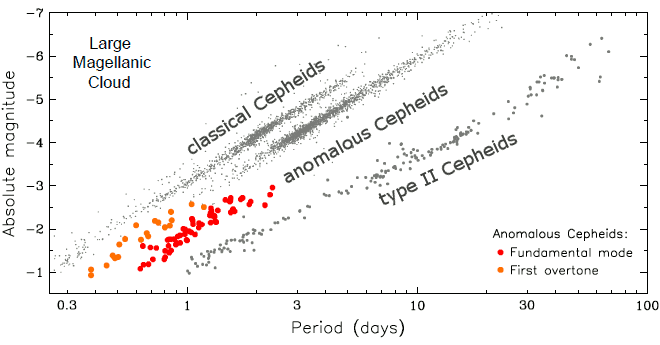 Large
Magellanic
Cloud
classical Cepheids
anomalous Cepheids
type II Cepheids
Anomalous Cepheids:
Fundamental mode
First overtone
Absolute magnitude
-7
-6
-5
-4
-3
-2
-1
0.3
1
3
10
30
100
Period (days)